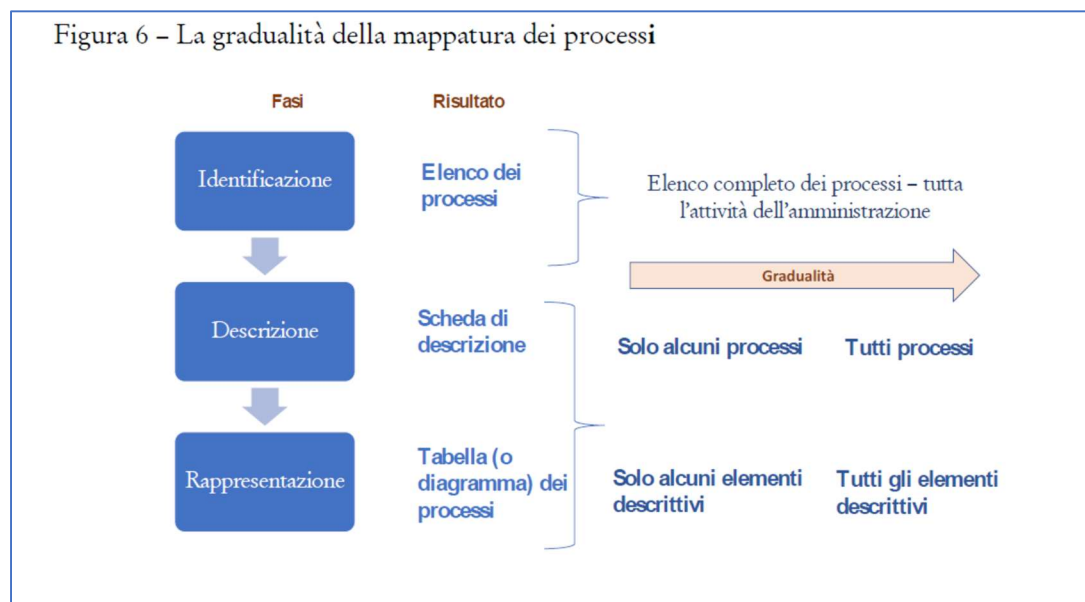 Figura 6 – La gradualità della mappatura dei processi
Fasi
Risultato
Identificazione
Elenco dei
processi
Elenco completo dei processi – tutta
l'attività dell'amministrazione
Gradualità
Descrizione
Scheda di
descrizione
Solo alcuni processi
Tutti processi
Rappresentazione
Tabella (o
diagramma) dei
processi
Solo alcuni elementi
descrittivi
Tutti gli elementi
descrittivi